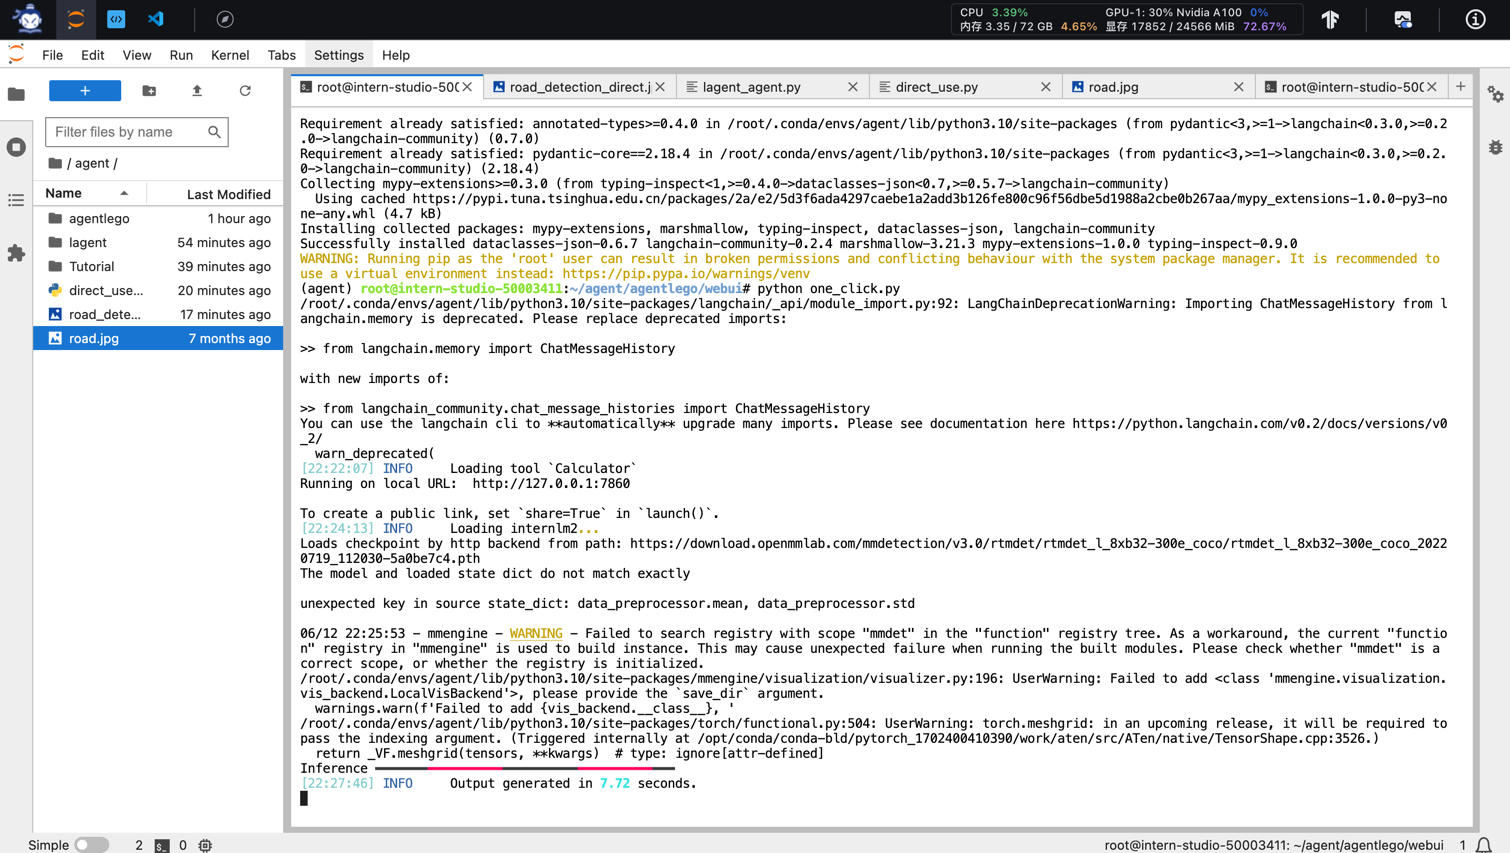 CPU 3.39% GPU-1: 30% Nvidia A100 0%
内存 3.35 / 72 GB 4.65% 显存 17852 / 24566 MiB 72.67%
File Edit View Run Kernel Tabs Settings Help
root@intern-studio-500
road_detection_direct.j
lagent_agent.py
direct_use.py
road.jpg
root@intern-studio-500
+
+
Filter files by name
/ agent /
Name Last Modified
agentlego 1 hour ago
lagent 54 minutes ago
Tutorial 39 minutes ago
direct_use... 20 minutes ago
road_dete... 17 minutes ago
road.jpg 7 months ago
Requirement already satisfied: annotated-types>=0.4.0 in /root/.conda/envs/agent/lib/python3.10/site-packages (from pydantic<3,>=1->langchain<0.3.0,>=0.2
.0->langchain-community) (0.7.0)
Requirement already satisfied: pydantic-core==2.18.4 in /root/.conda/envs/agent/lib/python3.10/site-packages (from pydantic<3,>=1->langchain<0.3.0,>=0.2.
0->langchain-community) (2.18.4)
Collecting mypy-extensions>=0.3.0 (from typing-inspect<1,>=0.4.0->dataclasses-json<0.7,>=0.5.7->langchain-community)
Using cached https://pypi.tuna.tsinghua.edu.cn/packages/2a/e2/5d3f6ada4297caebe1a2add3b126fe800c96f56dbe5d1988a2cbe0b267aa/mypy_extensions-1.0.0-py3-no
ne-any.whl (4.7 kB)
Installing collected packages: mypy-extensions, marshmallow, typing-inspect, dataclasses-json, langchain-community
Successfully installed dataclasses-json-0.6.7 langchain-community-0.2.4 marshmallow-3.21.3 mypy-extensions-1.0.0 typing-inspect-0.9.0
WARNING: Running pip as the 'root' user can result in broken permissions and conflicting behaviour with the system package manager. It is recommended to
use a virtual environment instead: https://pip.pypa.io/warnings/venv
(agent) root@intern-studio-50003411:~/agent/agentlego/webui# python one_click.py
/root/.conda/envs/agent/lib/python3.10/site-packages/langchain/_api/module_import.py:92: LangChainDeprecationWarning: Importing ChatMessageHistory from l
angchain.memory is deprecated. Please replace deprecated imports:
>> from langchain.memory import ChatMessageHistory
with new imports of:
>> from langchain_community.chat_message_histories import ChatMessageHistory
You can use the langchain cli to **automatically** upgrade many imports. Please see documentation here https://python.langchain.com/v0.2/docs/versions/v0
_2/
warn_deprecated(
[22:22:07] INFO Loading tool `Calculator`
Running on local URL: http://127.0.0.1:7860
To create a public link, set `share=True` in `launch()`.
[22:24:13] INFO Loading internlm2...
Loads checkpoint by http backend from path: https://download.openmmlab.com/mmdetection/v3.0/rtmdet/rtmdet_l_8xb32-300e_coco/rtmdet_l_8xb32-300e_coco_2022
0719_112030-5a0be7c4.pth
The model and loaded state dict do not match exactly
unexpected key in source state_dict: data_preprocessor.mean, data_preprocessor.std
06/12 22:25:53 - mmengine - WARNING - Failed to search registry with scope "mmdet" in the "function" registry tree. As a workaround, the current "functio
n" registry in "mmengine" is used to build instance. This may cause unexpected failure when running the built modules. Please check whether "mmdet" is a
correct scope, or whether the registry is initialized.
/root/.conda/envs/agent/lib/python3.10/site-packages/mmengine/visualization/visualizer.py:196: UserWarning: Failed to add <class 'mmengine.visualization.
vis_backend.LocalVisBackend'>, please provide the `save_dir` argument.
warnings.warn(f'Failed to add {vis_backend.__class__}, '
/root/.conda/envs/agent/lib/python3.10/site-packages/torch/functional.py:504: UserWarning: torch.meshgrid: in an upcoming release, it will be required to
pass the indexing argument. (Triggered internally at /opt/conda/conda-bld/pytorch_1702400410390/work/aten/src/ATen/native/TensorShape.cpp:3526.)
return _VF.meshgrid(tensors, **kwargs) # type: ignore[attr-defined]
Inference
[22:27:46] INFO Output generated in 7.72 seconds.
Simple 2 0 root@intern-studio-50003411: ~/agent/agentlego/webui 1